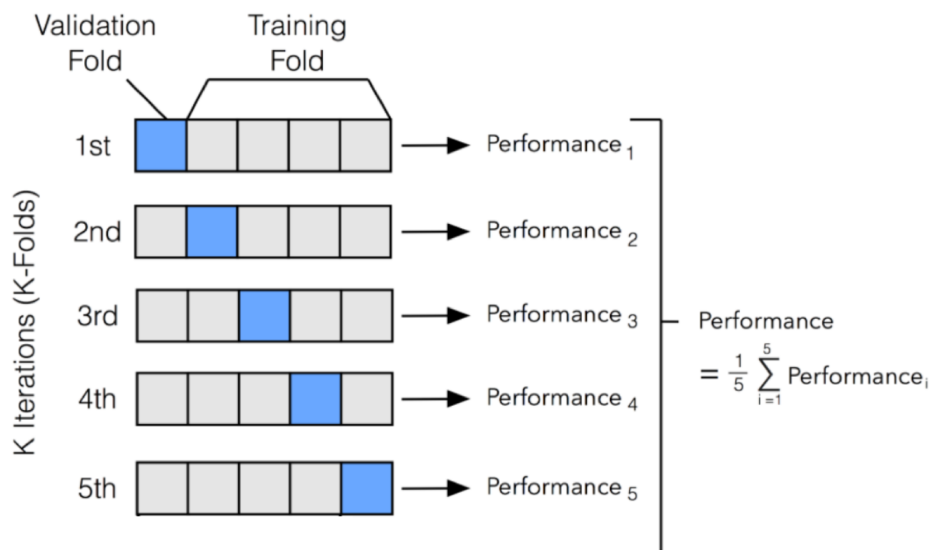 Validation
Fold
Training
Fold
K Iterations (K-Folds)
1st
Performance 1
2nd
Performance 2
3rd
Performance 3
4th
Performance 4
5th
Performance 5
Performance
= 1/5 5∑i=1 Performancei